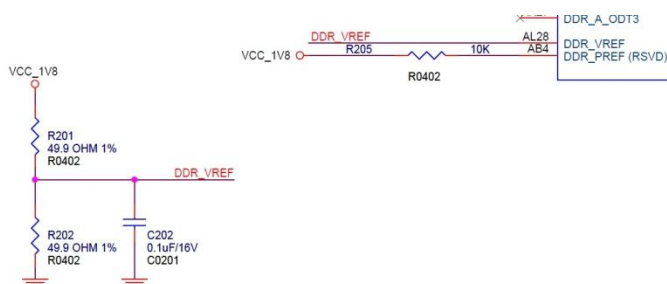 DDR_A_ODT3
DDR_VREF
AL28
DDR_VREF
VCC_1V8
R205
10K
AB4
DDR_PREF (RSVD)
R0402
VCC_1V8
R201
49.9 OHM 1%
R0402
DDR_VREF
R202
49.9 OHM 1%
R0402
C202
0.1uF/16V
C0201